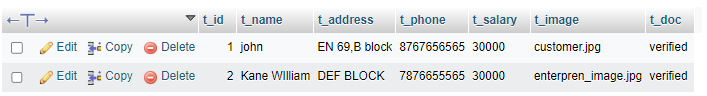 t_id t_name t_address t_phone t_salary t_image t_doc
Edit Copy Delete 1 john EN 69,B block 8767656565 30000 customer.jpg verified
Edit Copy Delete 2 Kane WIlliam DEF BLOCK 7876655565 30000 enterpren_image.jpg verified